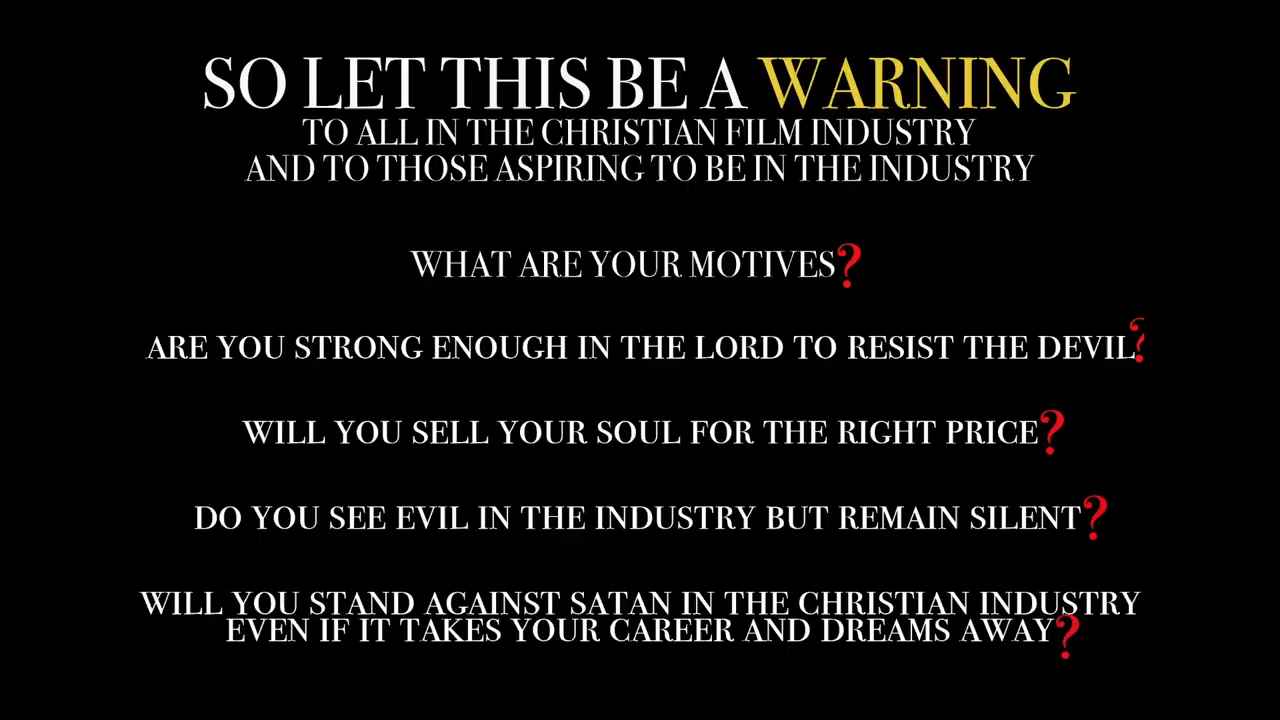 SO LET THIS BE A WARNING
TO ALL IN THE CHRISTIAN FILM INDUSTRY
AND TO THOSE ASPIRING TO BE IN THE INDUSTRY
WHAT ARE YOUR MOTIVES?
ARE YOU STRONG ENOUGH IN THE LORD TO RESIST THE DEVIL?
WILL YOU SELL YOUR SOUL FOR THE RIGHT PRICE?
DO YOU SEE EVIL IN THE INDUSTRY BUT REMAIN SILENT?
WILL YOU STAND AGAINST SATAN IN THE CHRISTIAN INDUSTRY
EVEN IF IT TAKES YOUR CAREER AND DREAMS AWAY?